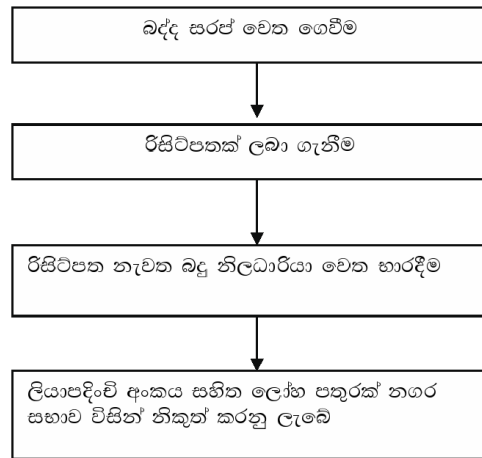 බද්ද සරප් වෙත ගෙවීම
රිසිට්පතක් ලබා ගැනීම
රිසිට්පත නැවත බදු නිලධාරියා වෙත භාරදීම
ලියාපදිංචි අංකය සහිත ලෝහ පතුරක් නගර
සභාව විසින් නිකුත් කරනු ලැබේ